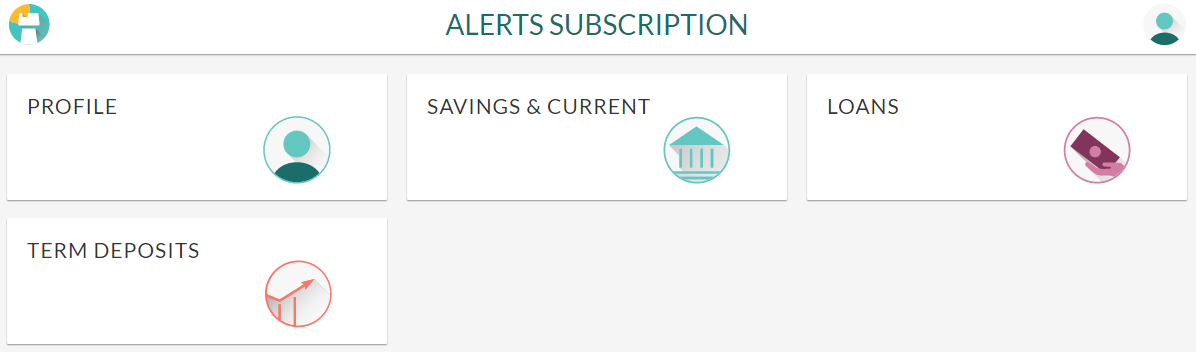 ALERTS SUBSCRIPTION
PROFILE
SAVINGS & CURRENT
LOANS
TERM DEPOSITS